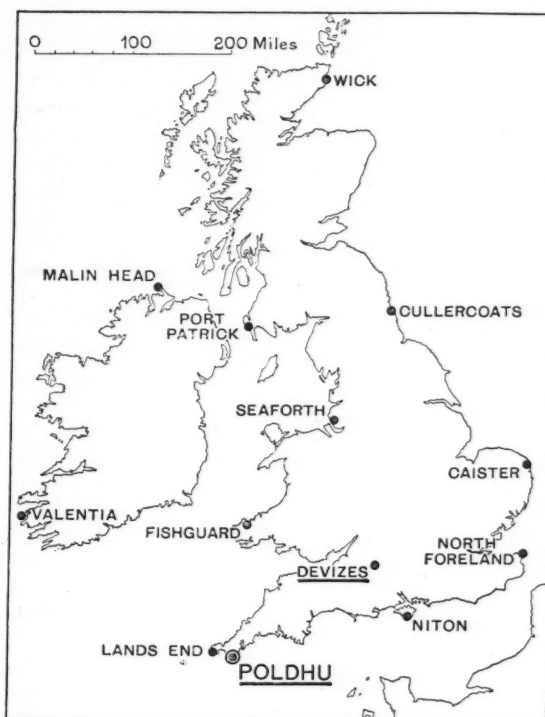 0 100 200 Miles
WICK
MALIN HEAD
PORT
PATRICK
CULLERCOATS
SEAFORTH
CAISTER
VALENTIA
FISHGUARD
NORTH
FORELAND
DEVIZES
NITON
LANDS END
POLDHU